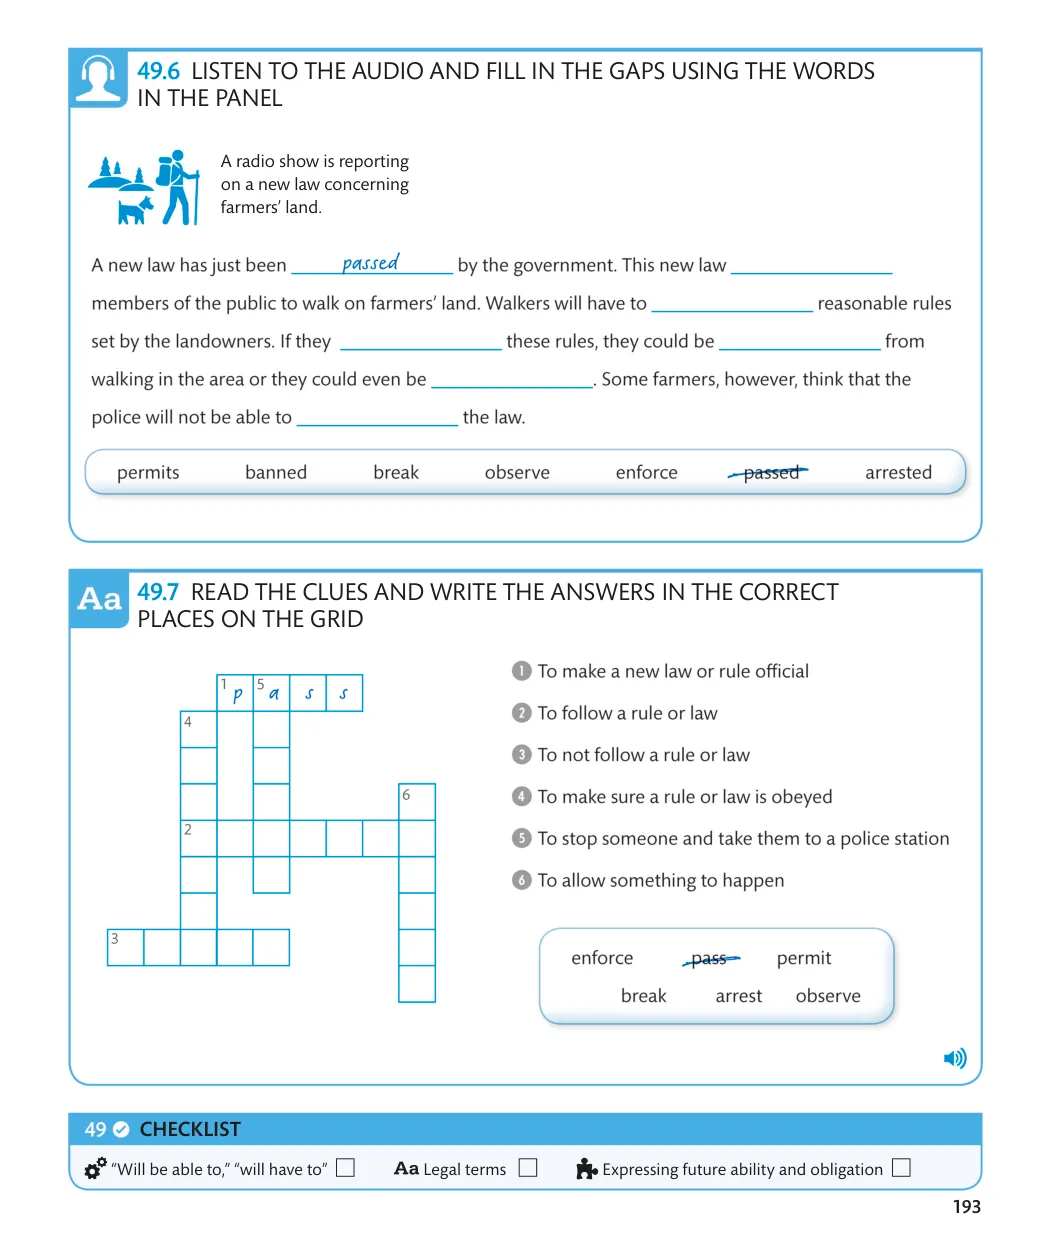 49.6 LISTEN TO THE AUDIO AND FILL IN THE GAPS USING THE WORDS
IN THE PANEL
A radio show is reporting
on a new law concerning
farmers’ land.
A new law has just been passed by the government. This new law
members of the public to walk on farmers’ land. Walkers will have to reasonable rules
set by the landowners. If they these rules, they could be from
walking in the area or they could even be . Some farmers, however, think that the
police will not be able to the law.
permits banned break observe enforce passed arrested
Aa 49.7 READ THE CLUES AND WRITE THE ANSWERS IN THE CORRECT
PLACES ON THE GRID
1 p 5 a s s
4
6
2
3
1 To make a new law or rule official
2 To follow a rule or law
3 To not follow a rule or law
4 To make sure a rule or law is obeyed
5 To stop someone and take them to a police station
6 To allow something to happen
enforce pass permit
break arrest observe
49 CHECKLIST
“Will be able to,” “will have to” Aa Legal terms Expressing future ability and obligation
193